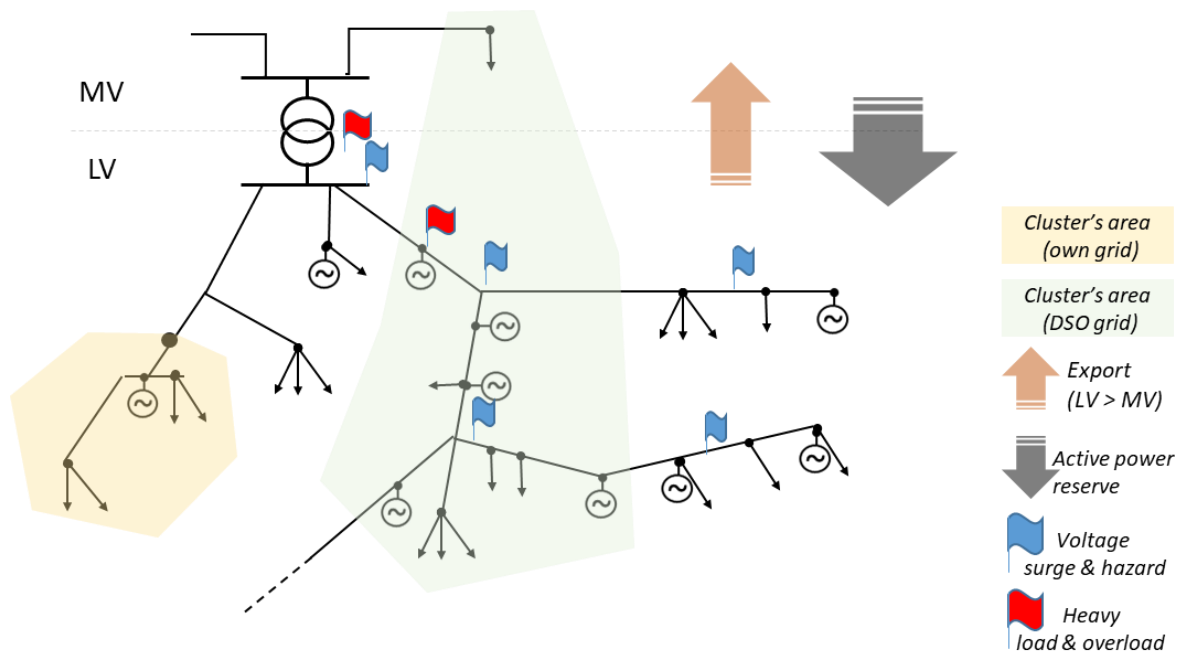 MV
LV
Cluster's area
(own grid)
Cluster's area
(DSO grid)
Export
(LV > MV)
Active power
reserve
Voltage
surge & hazard
Heavy
load & overload